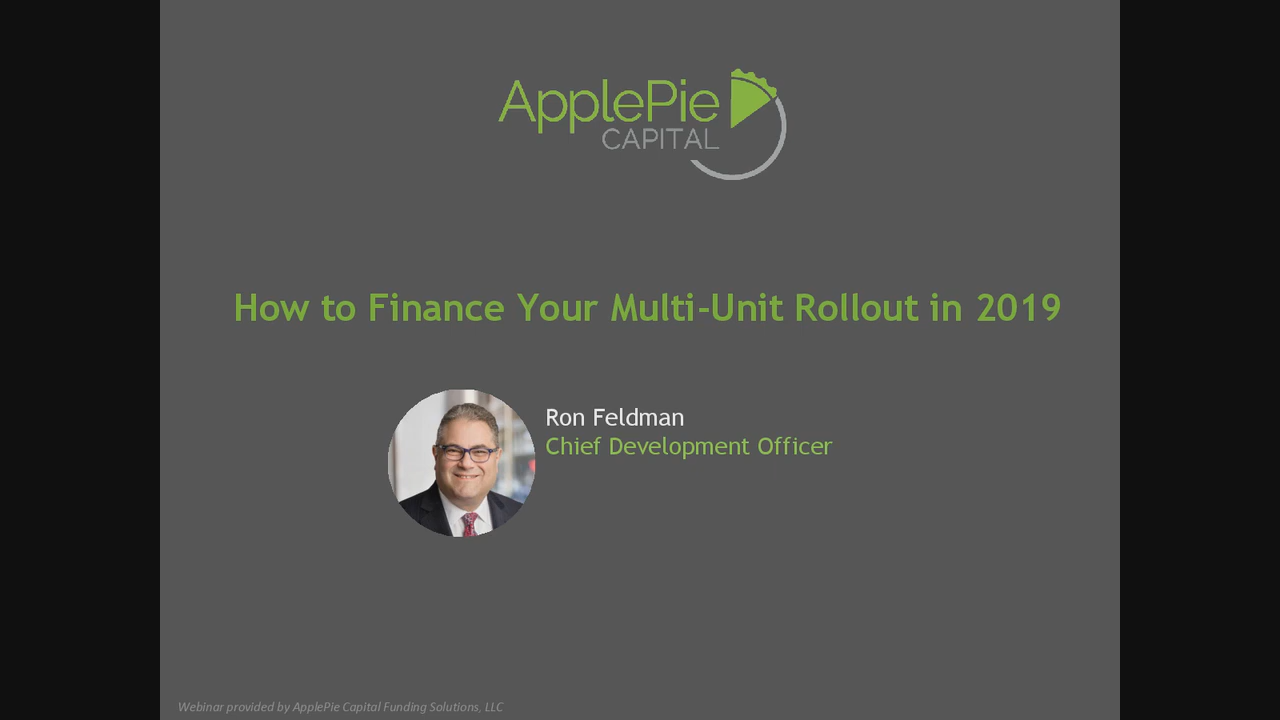 ApplePie
CAPITAL
How to Finance Your Multi-Unit Rollout in 2019
Ron Feldman
Chief Development Officer
Webinar provided by ApplePie Capital Funding Solutions, LLC